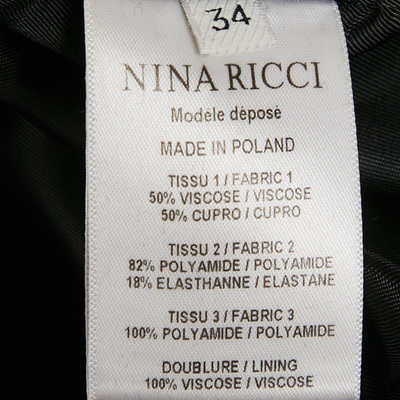 34
NINA RICCI
Modèle déposé
MADE IN POLAND
TISSU 1 / FABRIC 1
50% VISCOSE / VISCOSE
50% CUPRO / CUPRO
TISSU 2 / FABRIC 2
82% POLYAMIDE / POLYAMIDE
18% ELASTHANNE / ELASTANE
TISSU 3 / FABRIC 3
100% POLYAMIDE / POLYAMIDE
DOUBLURE / LINING
100% VISCOSE / VISCOSE